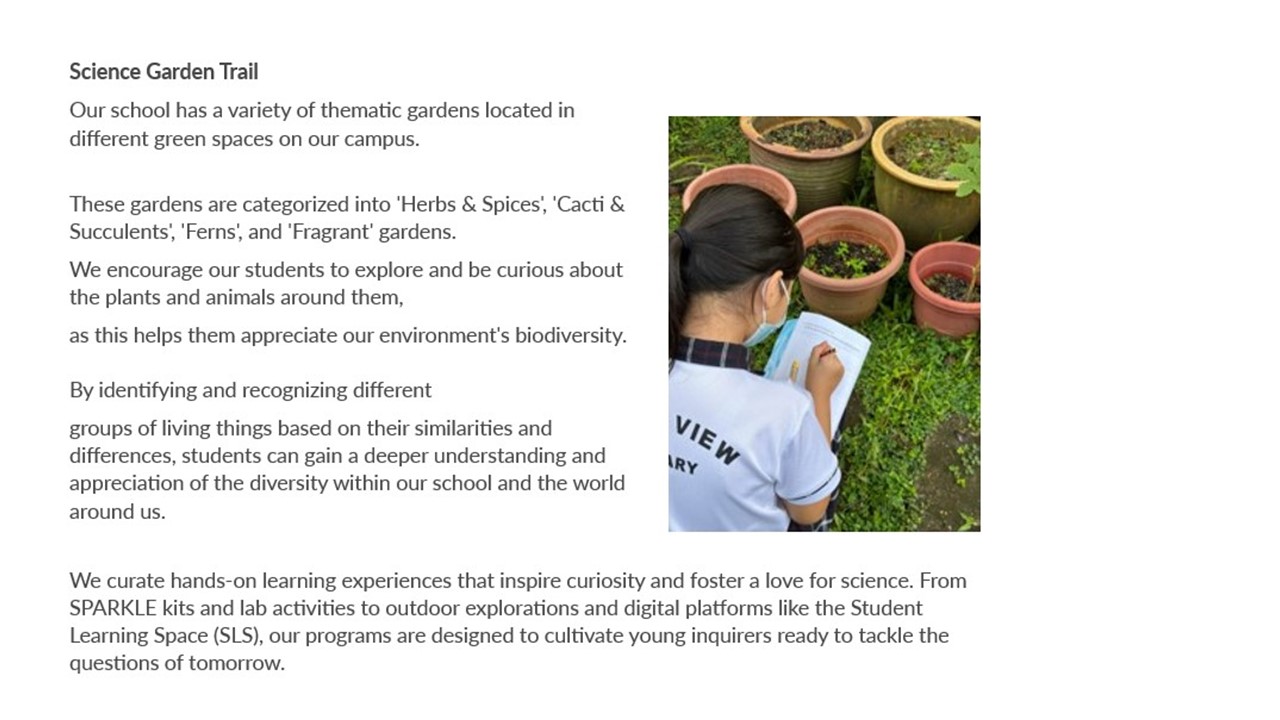 Science Garden Trail
Our school has a variety of thematic gardens located in
different green spaces on our campus.
These gardens are categorized into 'Herbs & Spices', 'Cacti &
Succulents', 'Ferns', and 'Fragrant' gardens.
We encourage our students to explore and be curious about
the plants and animals around them,
as this helps them appreciate our environment's biodiversity.
By identifying and recognizing different
groups of living things based on their similarities and
differences, students can gain a deeper understanding and
appreciation of the diversity within our school and the world
around us.
VIEW
ARY
We curate hands-on learning experiences that inspire curiosity and foster a love for science. From
SPARKLE kits and lab activities to outdoor explorations and digital platforms like the Student
Learning Space (SLS), our programs are designed to cultivate young inquirers ready to tackle the
questions of tomorrow.